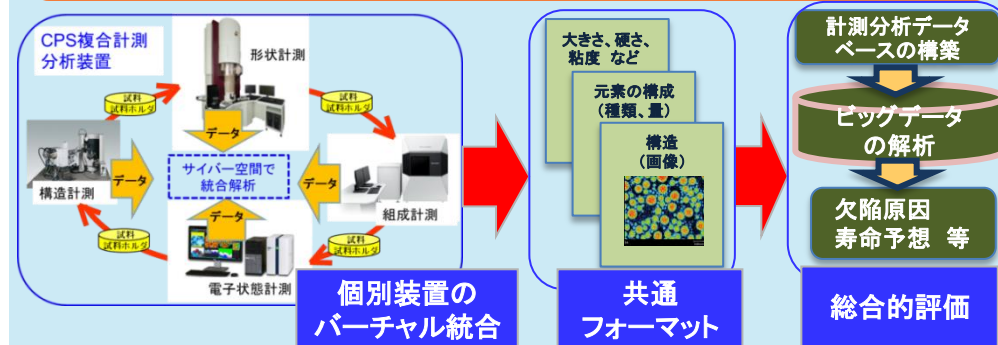 CPS複合計測
分析装置
形状計測
試料
試料ホルダ
試料
試料ホルダ
データ
構造計測
データ
サイバー空間で
統合解析
データ
組成計測
データ
試料
試料ホルダ
試料
試料ホルダ
電子状態計測
個別装置の
バーチャル統合
大きさ、硬さ、
粘度 など
元素の構成
(種類、量)
構造
(画像)
共通
フォーマット
計測分析データ
ベースの構築
ビッグデータ
の解析
欠陥原因
寿命予想 等
総合的評価